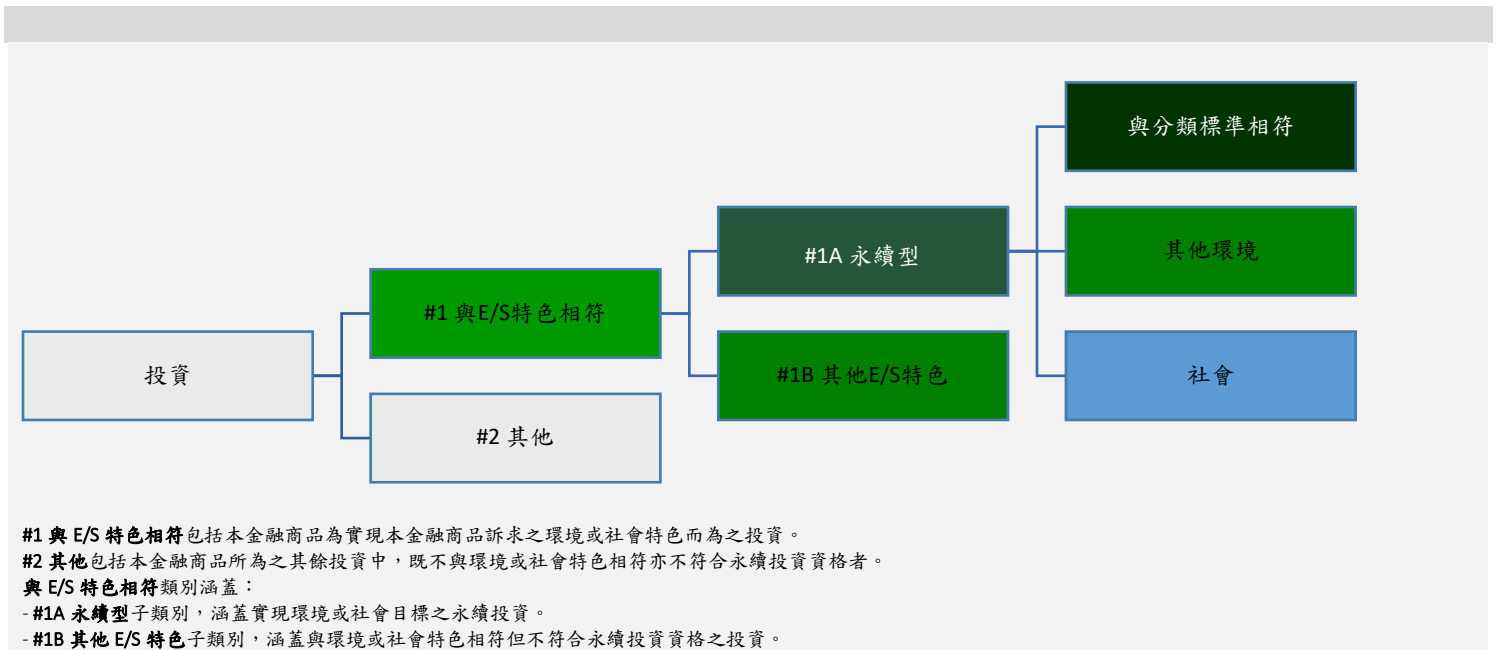 與分類標準相符
#1A 永續型
其他環境
#1 與E/S特色相符
投資
#1B 其他E/S特色
社會
#2 其他
#1 與 E/S 特色相符包括本金融商品為實現本金融商品訴求之環境或社會特色而為之投資。
#2 其他包括本金融商品所為之其餘投資中，既不與環境或社會特色相符亦不符合永續投資資格者。
與 E/S 特色相符類別涵蓋：
- #1A 永續型子類別，涵蓋實現環境或社會目標之永續投資。
- #1B 其他 E/S 特色子類別，涵蓋與環境或社會特色相符但不符合永續投資資格之投資。